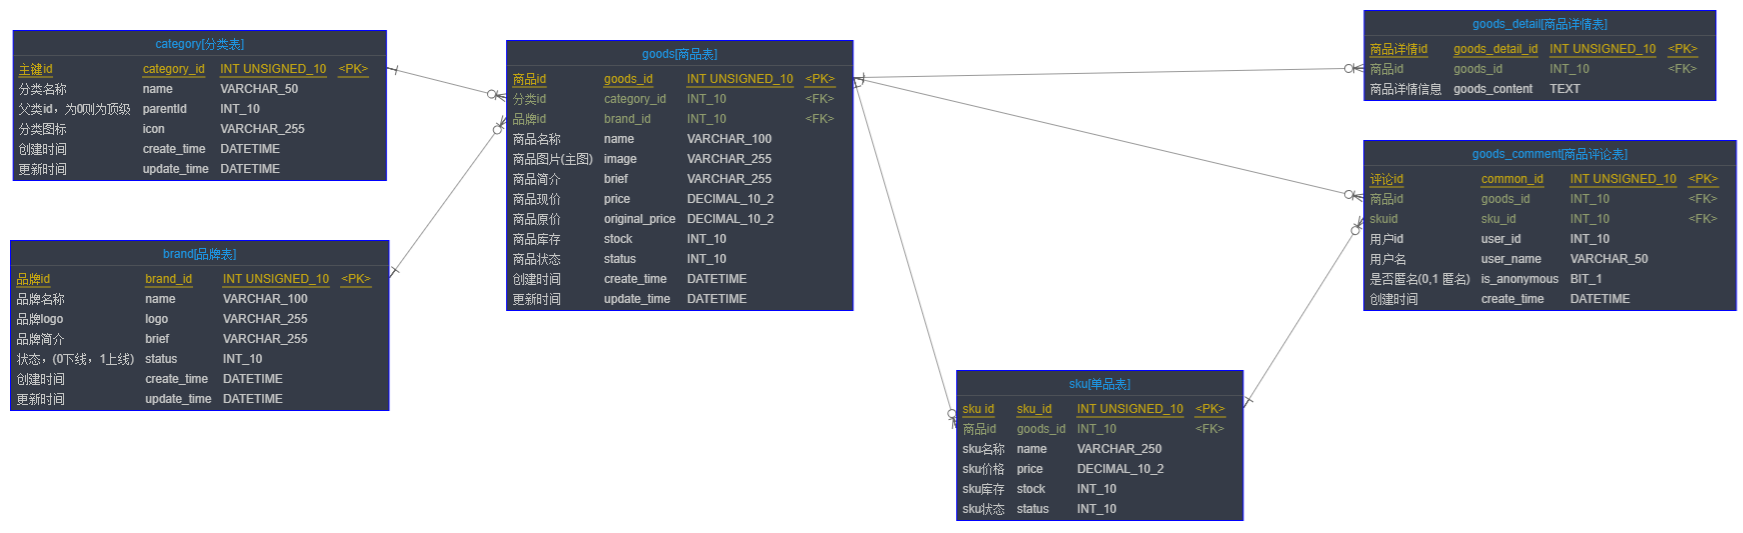 category[分类表]
主键id category_id INT UNSIGNED_10 <PK>
分类名称 name VARCHAR_50
父类id，为0则为顶级 parentId INT_10
分类图标 icon VARCHAR_255
创建时间 create_time DATETIME
更新时间 update_time DATETIME
brand[品牌表]
品牌id brand_id INT UNSIGNED_10 <PK>
品牌名称 name VARCHAR_100
品牌logo logo VARCHAR_255
品牌简介 brief VARCHAR_255
状态，(0下线，1上线) status INT_10
创建时间 create_time DATETIME
更新时间 update_time DATETIME
goods[商品表]
商品id goods_id INT UNSIGNED_10 <PK>
分类id category_id INT_10 <FK>
品牌id brand_id INT_10 <FK>
商品名称 name VARCHAR_100
商品图片(主图) image VARCHAR_255
商品简介 brief VARCHAR_255
商品现价 price DECIMAL_10_2
商品原价 original_price DECIMAL_10_2
商品库存 stock INT_10
商品状态 status INT_10
创建时间 create_time DATETIME
更新时间 update_time DATETIME
goods_detail[商品详情表]
商品详情id goods_detail_id INT UNSIGNED_10 <PK>
商品id goods_id INT_10 <FK>
商品详情信息 goods_content TEXT
goods_comment[商品评论表]
评论id common_id INT UNSIGNED_10 <PK>
商品id goods_id INT_10 <FK>
skuid sku_id INT_10 <FK>
用户id user_id INT_10
用户名 user_name VARCHAR_50
是否匿名(0,1 匿名) is_anonymous BIT_1
创建时间 create_time DATETIME
sku[单品表]
sku id sku_id INT UNSIGNED_10 <PK>
商品id goods_id INT_10 <FK>
sku名称 name VARCHAR_250
sku价格 price DECIMAL_10_2
sku库存 stock INT_10
sku状态 status INT_10